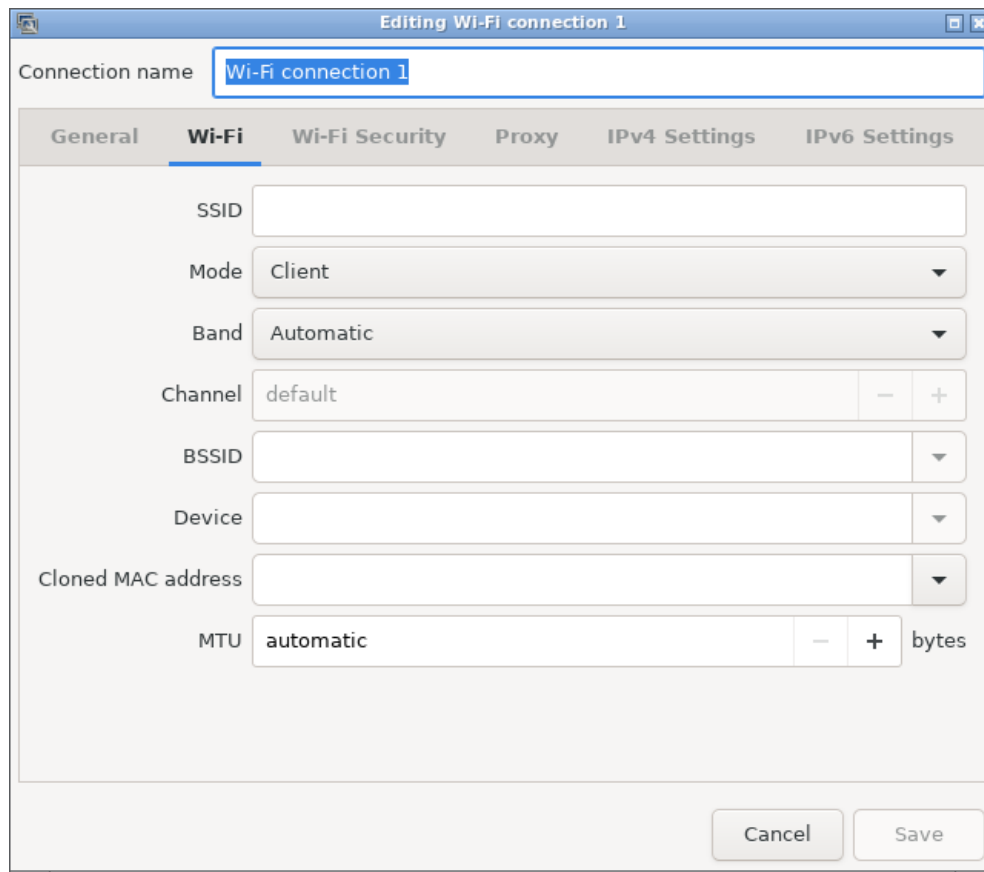 Editing Wi-Fi connection 1
Connection name Wi-Fi connection 1
General Wi-Fi Wi-Fi Security Proxy IPv4 Settings IPv6 Settings
SSID
Mode Client
Band Automatic
Channel default
BSSID
Device
Cloned MAC address
MTU automatic bytes
Cancel Save